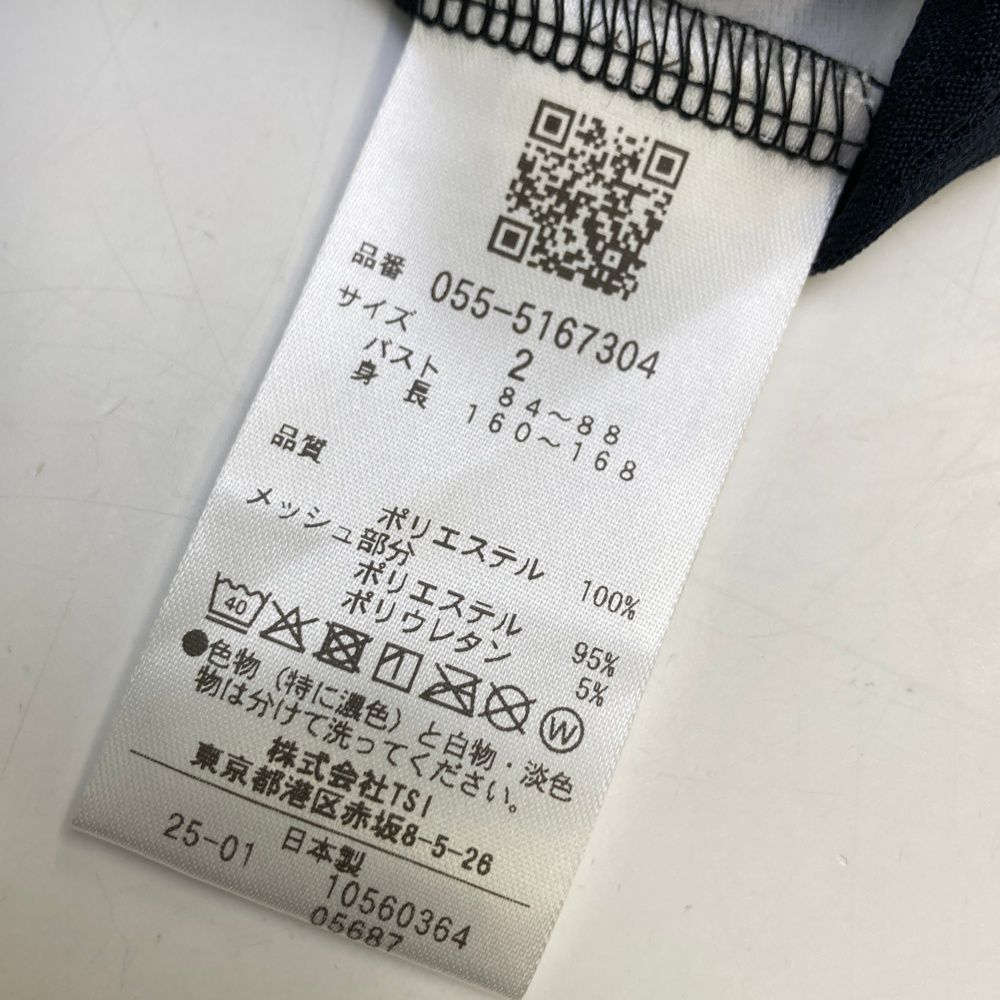 品番 055-5167304
サイズ 2
バスト 84～88
身長 160～168
品質
ポリエステル 100%
メッシュ部分
ポリエステル 95%
ポリウレタン 5%
40 W
●色物（特に濃色）と白物・淡色
物は分けて洗ってください。
株式会社TSI
東京都港区赤坂8-5-26
25-01 日本製
10560364
05687